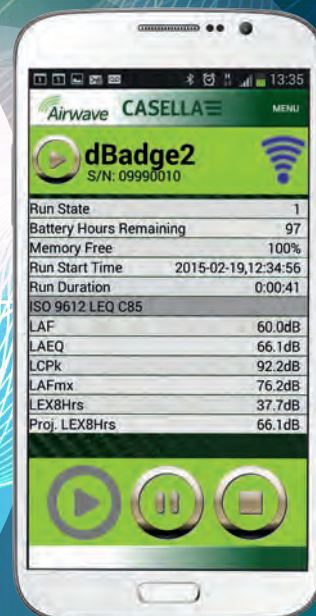 13:35
Airwave CASELLA MENU
dBadge2
S/N: 09990010
Run State 1
Battery Hours Remaining 97
Memory Free 100%
Run Start Time 2015-02-19,12:34:56
Run Duration 0:00:41
ISO 9612 LEQ C85
LAF 60.0dB
LAEQ 66.1dB
LCPk 92.2dB
LAFmx 76.2dB
LEX8Hrs 37.7dB
Proj. LEX8Hrs 66.1dB